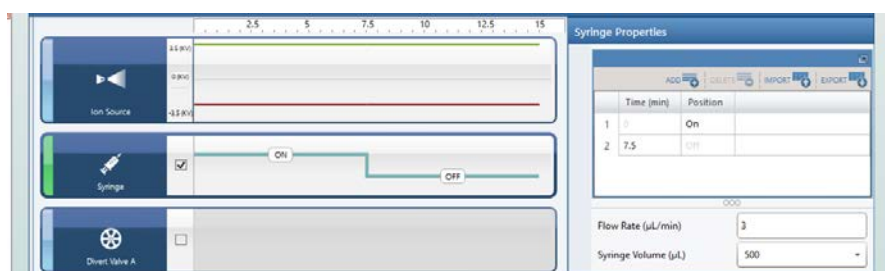 2.5 5 7.5 10 12.5 15
Syringe Properties
3.5 (KV)
0 (KV)
-3.5 (KV)
Ion Source
ADD DELETE IMPORT EXPORT
Time (min) Position
1 0 On
2 7.5 Off
ON
OFF
Syringe
Flow Rate (µL/min) 3
Syringe Volume (µL) 500
Divert Valve A